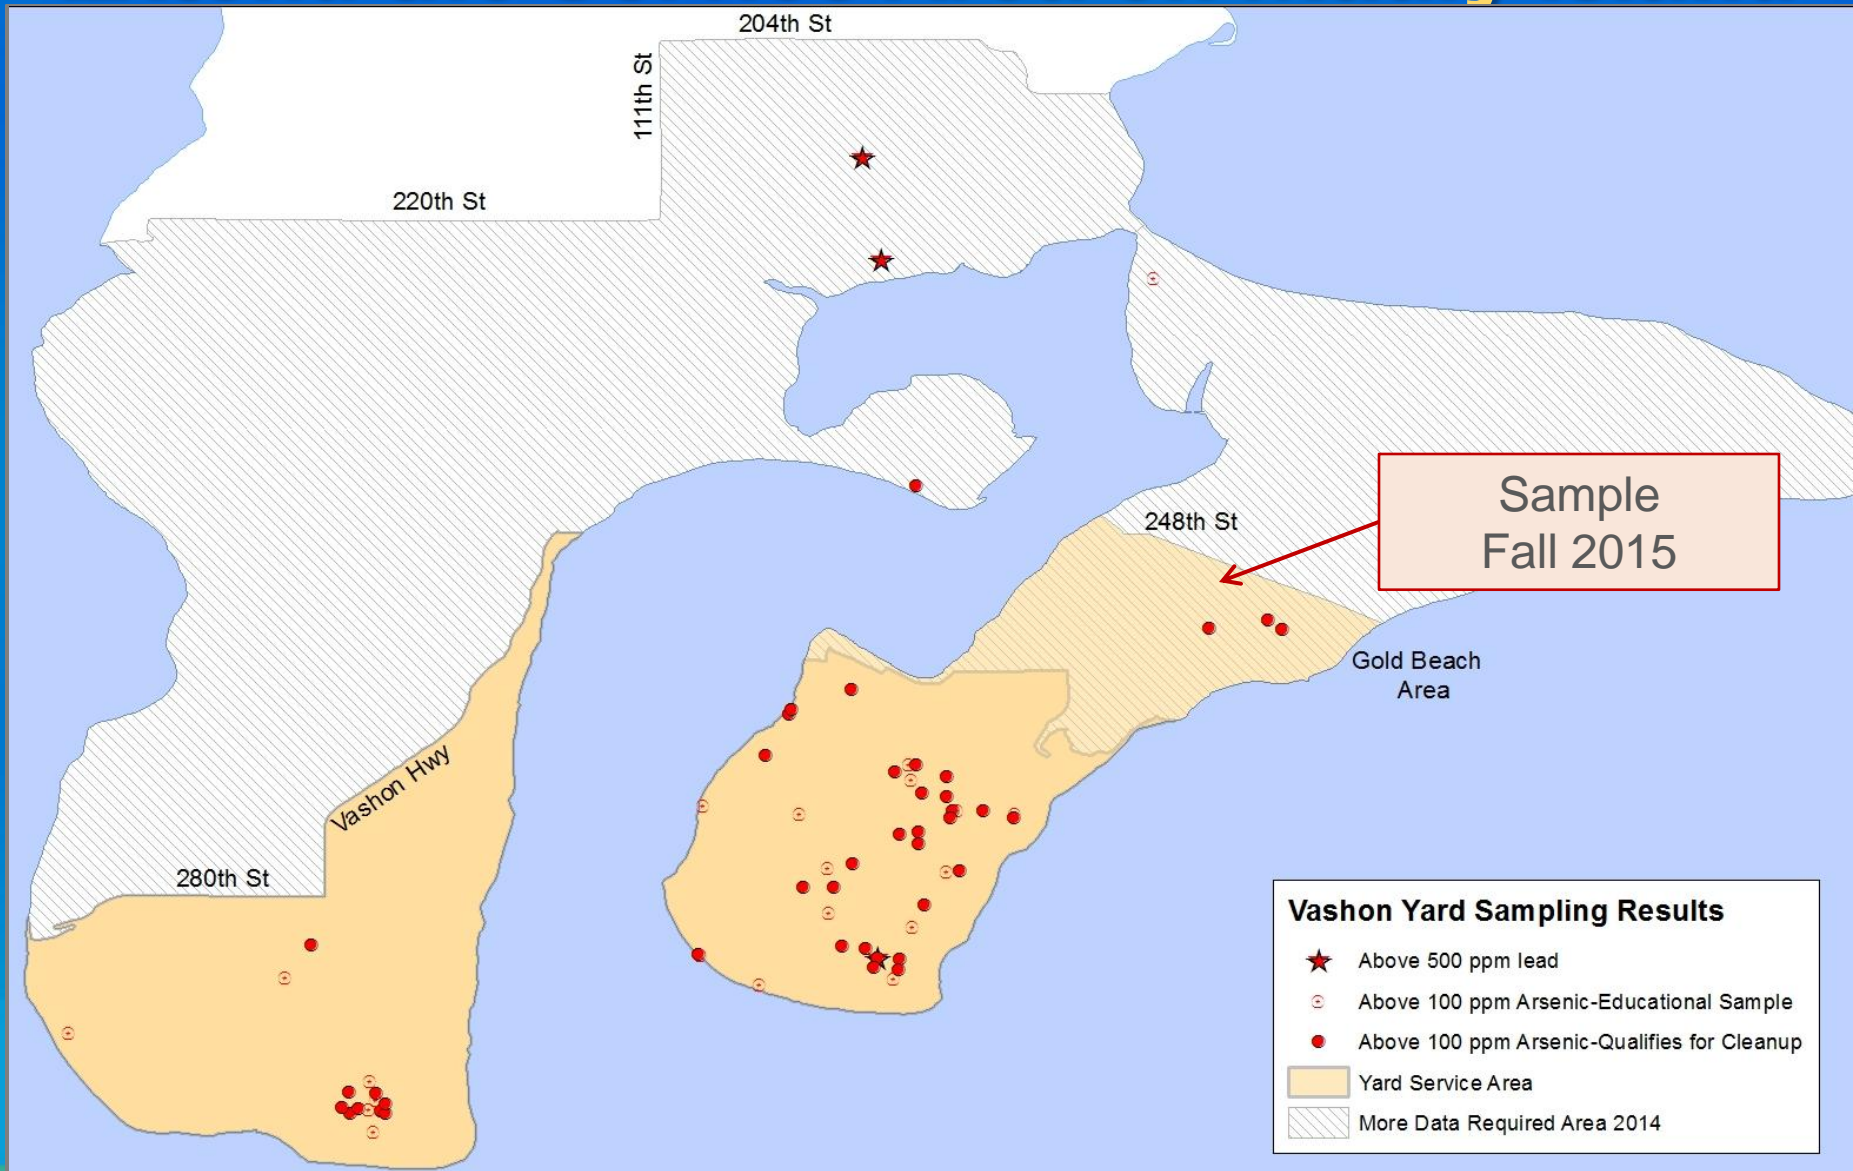 204th St
111th St
220th St
248th St
Sample
Fall 2015
Gold Beach
Area
Vashon Hwy
280th St
Vashon Yard Sampling Results
Above 500 ppm lead
Above 100 ppm Arsenic-Educational Sample
Above 100 ppm Arsenic-Qualifies for Cleanup
Yard Service Area
More Data Required Area 2014